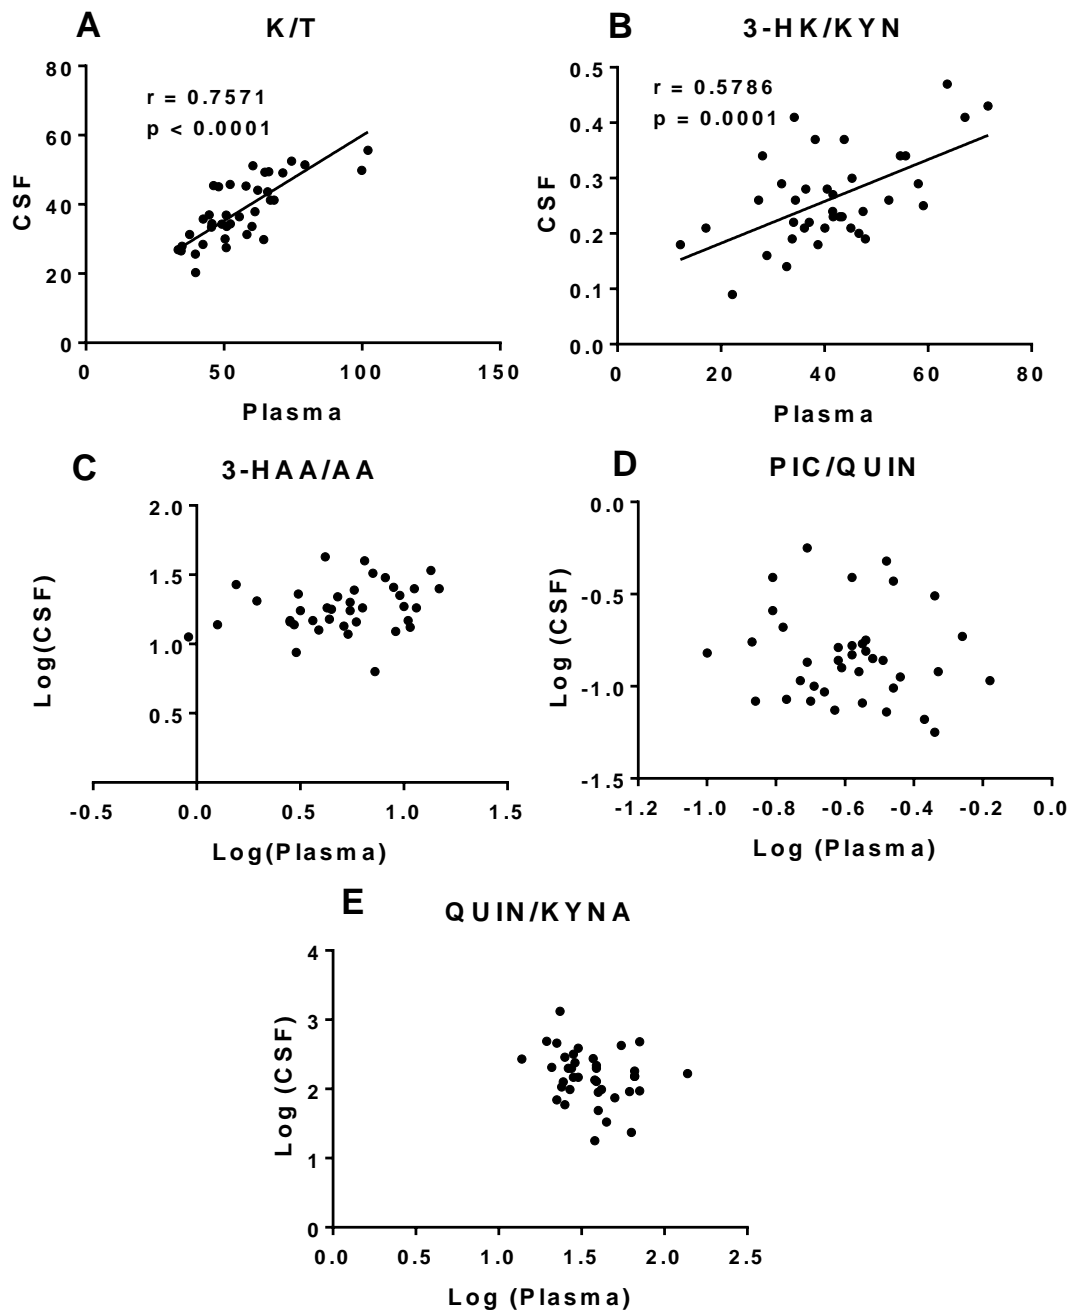 A
K/T
r = 0.7571
p < 0.0001
80
60
40
20
0
CSF
0 50 100 150
Plasma
B
3-HK/KYN
r = 0.5786
p = 0.0001
0.5
0.4
0.3
0.2
0.1
0.0
CSF
0 20 40 60 80
Plasma
C
3-HAA/AA
2.0
1.5
1.0
0.5
Log(CSF)
-0.5 0.0 0.5 1.0 1.5
Log(Plasma)
D
PIC/QUIN
0.0
-0.5
-1.0
-1.5
Log (CSF)
-1.2 -1.0 -0.8 -0.6 -0.4 -0.2 0.0
Log (Plasma)
E
QUIN/KYNA
4
3
2
1
0
Log (CSF)
0.0 0.5 1.0 1.5 2.0 2.5
Log (Plasma)